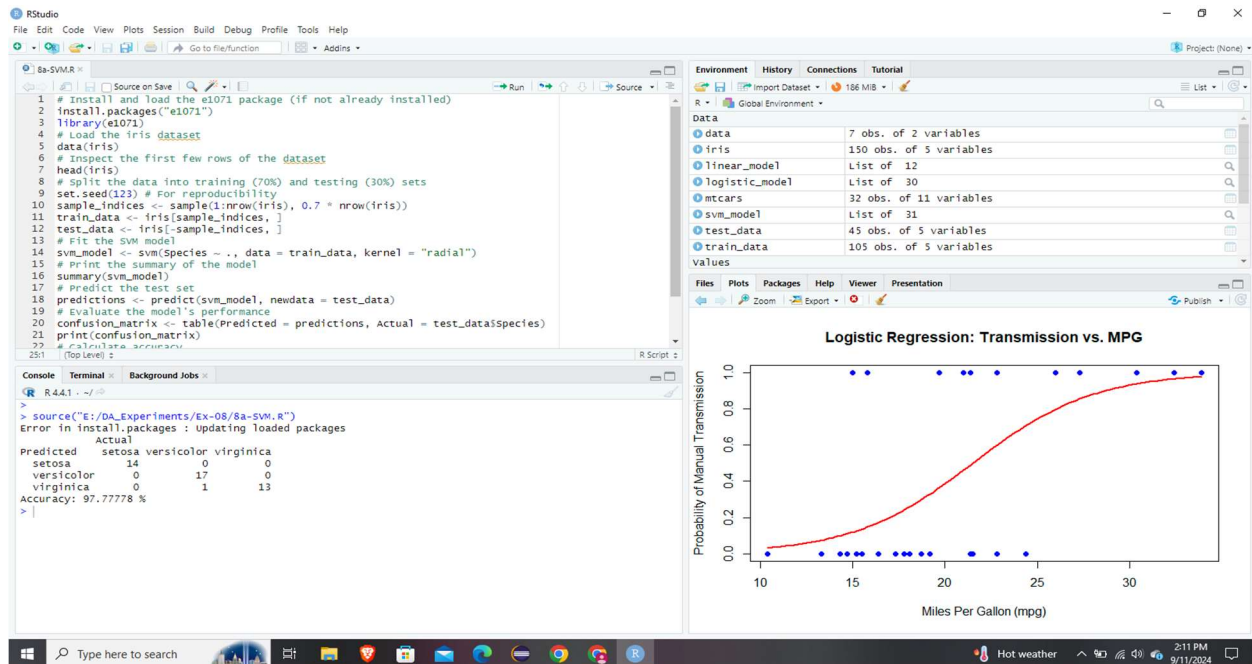 RStudio
File Edit Code View Plots Session Build Debug Profile Tools Help
Go to file/function Addins Project: (None)
8a-SVM.R
Source on Save Run Source
1 # Install and load the e1071 package (if not already installed)
2 install.packages("e1071")
3 library(e1071)
4 # Load the iris dataset
5 data(iris)
6 # Inspect the first few rows of the dataset
7 head(iris)
8 # Split the data into training (70%) and testing (30%) sets
9 set.seed(123) # For reproducibility
10 sample_indices <- sample(1:nrow(iris), 0.7 * nrow(iris))
11 train_data <- iris[sample_indices, ]
12 test_data <- iris[-sample_indices, ]
13 # Fit the SVM model
14 svm_model <- svm(Species ~ ., data = train_data, kernel = "radial")
15 # Print the summary of the model
16 summary(svm_model)
17 # Predict the test set
18 predictions <- predict(svm_model, newdata = test_data)
19 # Evaluate the model's performance
20 confusion_matrix <- table(Predicted = predictions, Actual = test_data$Species)
21 print(confusion_matrix)
22 # Calculate accuracy
25:1 (Top Level) R Script
Console Terminal Background Jobs
R 4.4.1 . ~/
>
> source("E:/DA_Experiments/Ex-08/8a-SVM.R")
Error in install.packages : Updating loaded packages
Actual
Predicted setosa versicolor virginica
setosa 14 0 0
versicolor 0 17 0
virginica 0 1 13
Accuracy: 97.77778 %
>
Environment History Connections Tutorial
Import Dataset 186 MiB List
R Global Environment
Data
data 7 obs. of 2 variables
iris 150 obs. of 5 variables
linear_model List of 12
logistic_model List of 30
mtcars 32 obs. of 11 variables
svm_model List of 31
test_data 45 obs. of 5 variables
train_data 105 obs. of 5 variables
values
Files Plots Packages Help Viewer Presentation
Zoom Export Publish
Logistic Regression: Transmission vs. MPG
Probability of Manual Transmission
1.0
0.8
0.6
0.4
0.2
0.0
10 15 20 25 30
Miles Per Gallon (mpg)
Type here to search
Hot weather
2:11 PM
9/11/2024